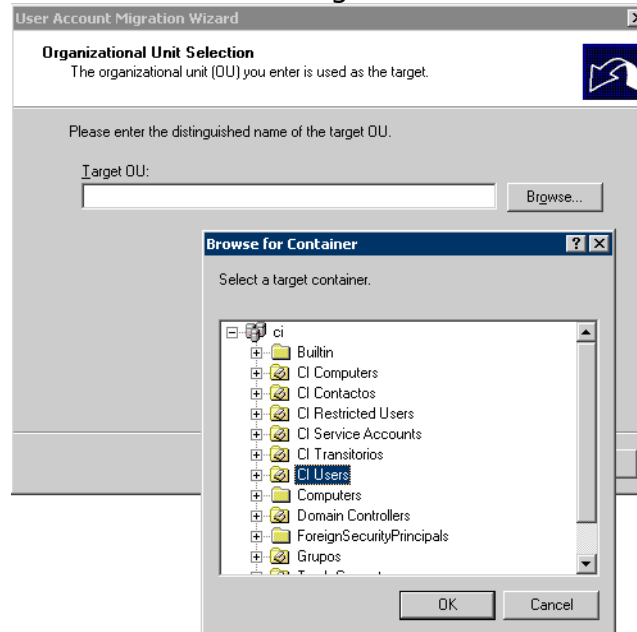 User Account Migration Wizard
Organizational Unit Selection
The organizational unit (OU) you enter is used as the target.
Please enter the distinguished name of the target OU.
Target OU:
Browse...
Browse for Container
Select a target container.
ci
Builtin
CI Computers
CI Contactos
CI Restricted Users
CI Service Accounts
CI Transitorios
CI Users
Computers
Domain Controllers
ForeignSecurityPrincipals
Grupos
OK Cancel